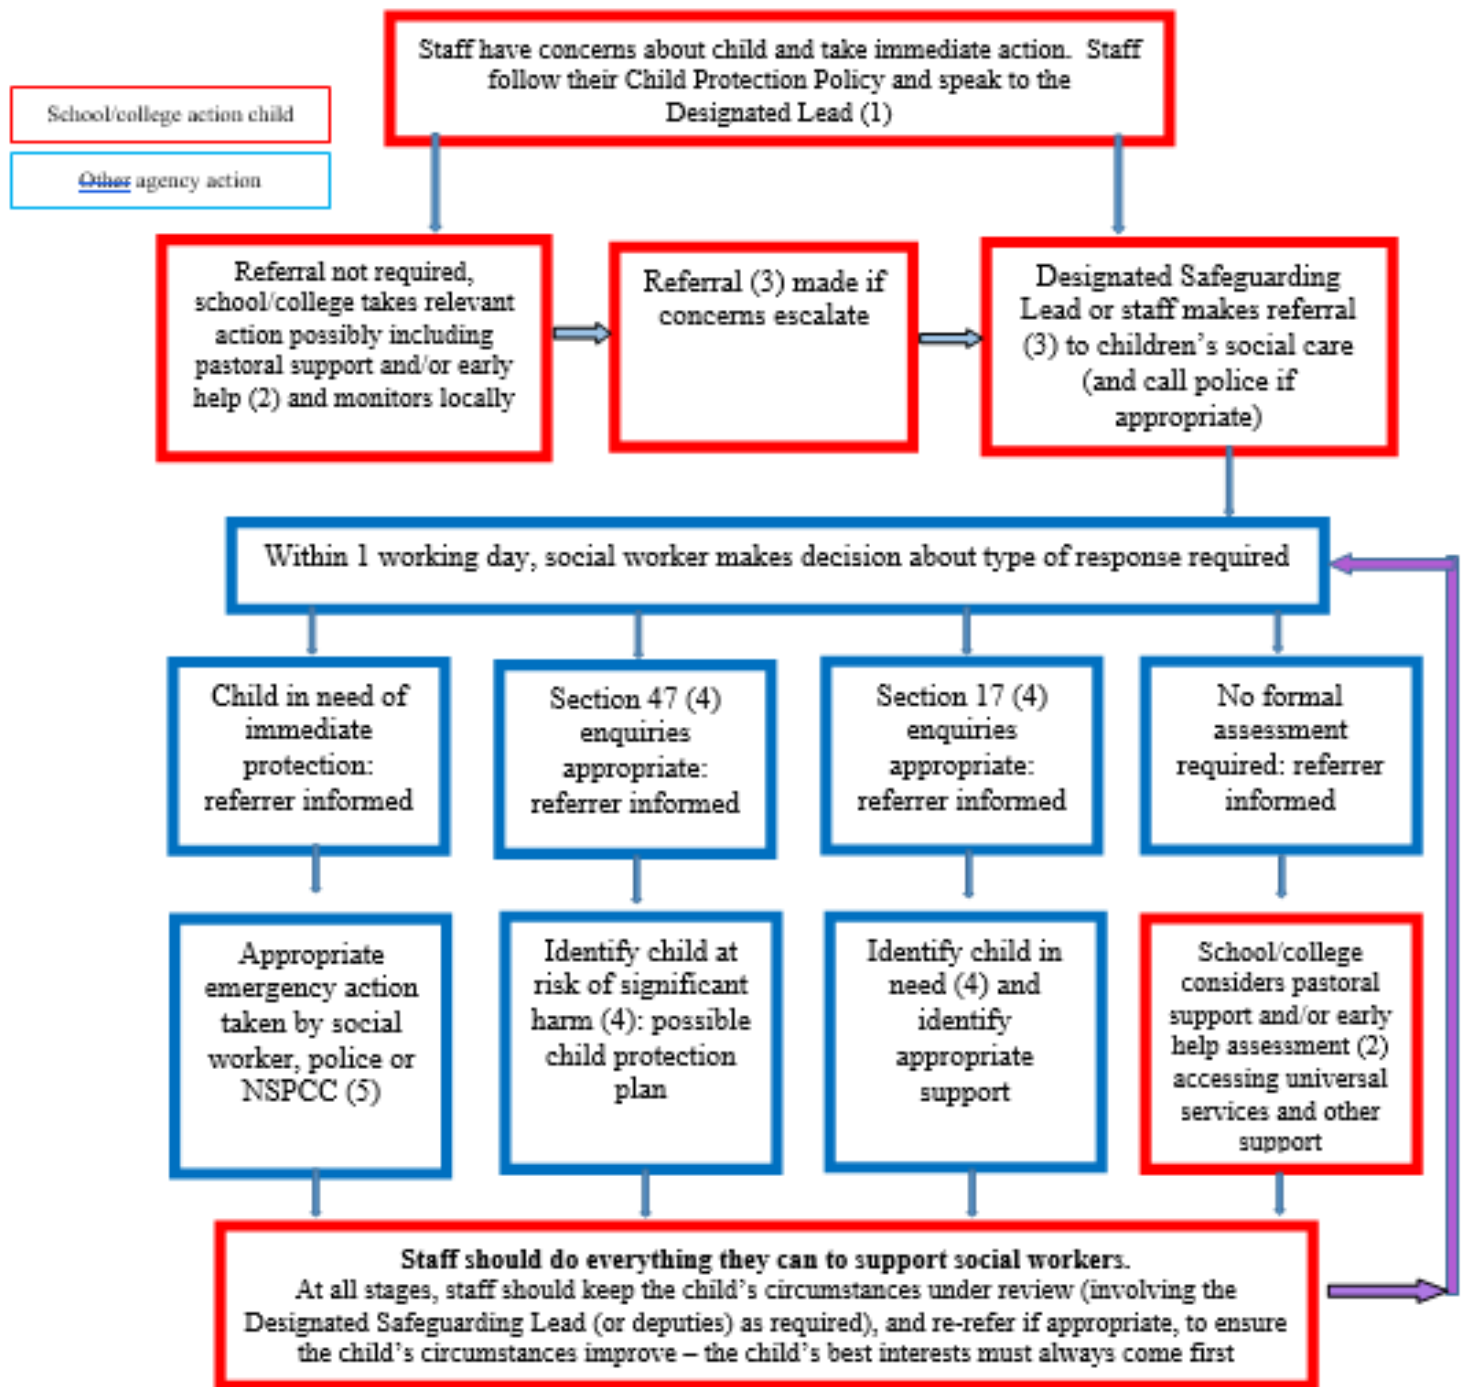 Staff have concerns about child and take immediate action.  Staff
follow their Child Protection Policy and speak to the
Designated Lead (1)
School/college action child
Other agency action
Referral not required,
school/college takes relevant
action possibly including
pastoral support and/or early
help (2) and monitors locally
Referral (3) made if
concerns escalate
Designated Safeguarding
Lead or staff makes referral
(3) to children’s social care
(and call police if
appropriate)
Within 1 working day, social worker makes decision about type of response required
Child in need of
immediate
protection:
referrer informed
Section 47 (4)
enquiries
appropriate:
referrer informed
Section 17 (4)
enquiries
appropriate:
referrer informed
No formal
assessment
required: referrer
informed
Appropriate
emergency action
taken by social
worker, police or
NSPCC (5)
Identify child at
risk of significant
harm (4): possible
child protection
plan
Identify child in
need (4) and
identify
appropriate
support
School/college
considers pastoral
support and/or early
help assessment (2)
accessing universal
services and other
support
Staff should do everything they can to support social workers.
At all stages, staff should keep the child’s circumstances under review (involving the
Designated Safeguarding Lead (or deputies) as required), and re-refer if appropriate, to ensure
the child’s circumstances improve – the child’s best interests must always come first